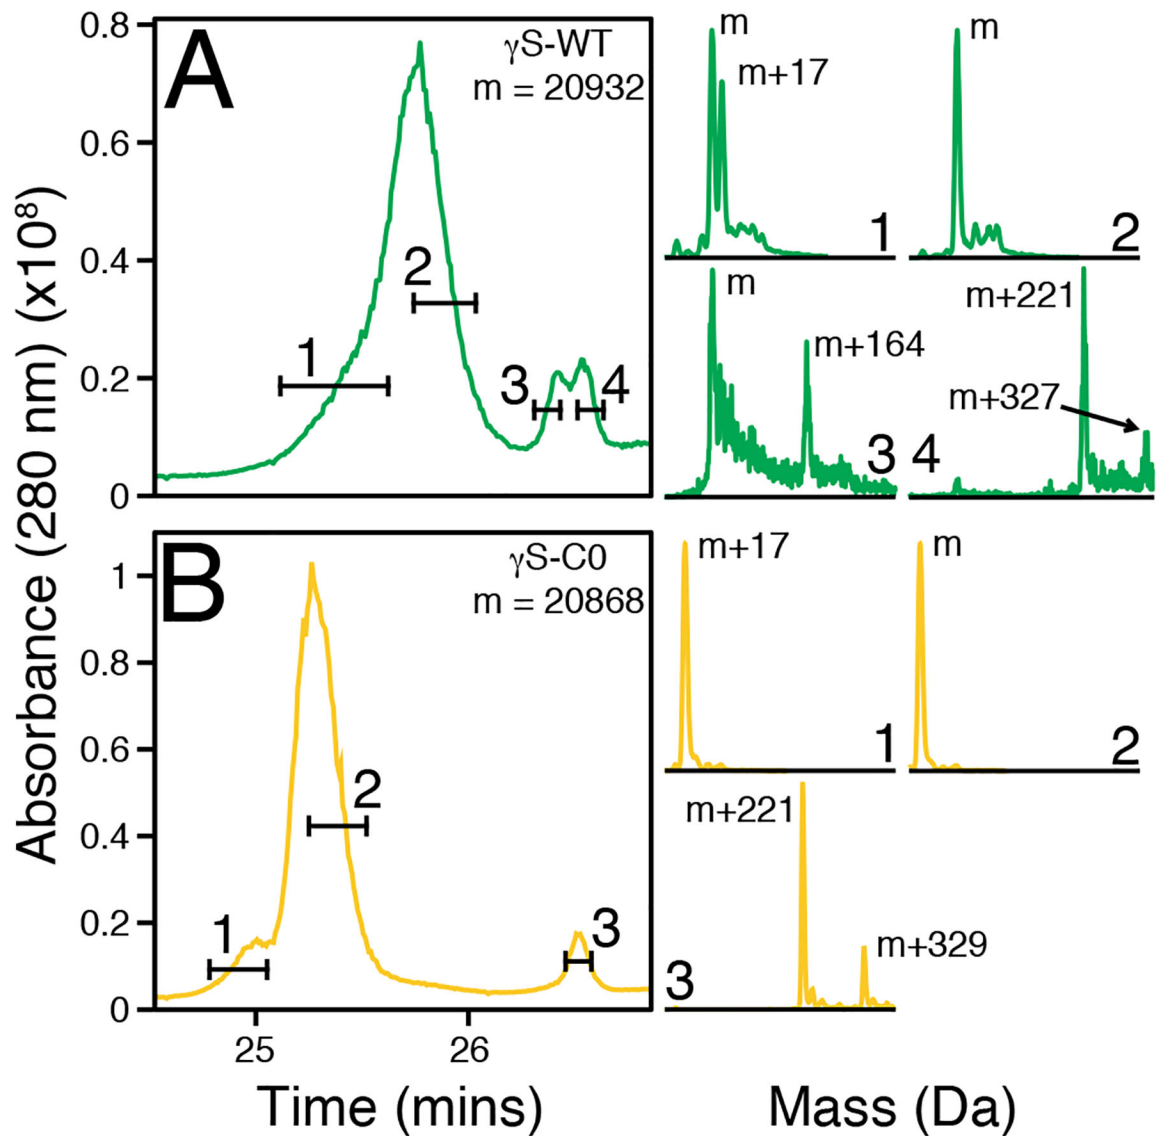 A
γS-WT
m = 20932
0.8
0.6
0.4
0.2
0
1
2
3
4
m
m+17
1
m
2
m
m+164
3
m+221
m+327
4
Absorbance (280 nm) (x10⁸)
B
γS-C0
m = 20868
1
0.8
0.6
0.4
0.2
0
1
2
3
25
26
Time (mins)
m+17
1
m
2
m+221
m+329
3
Mass (Da)